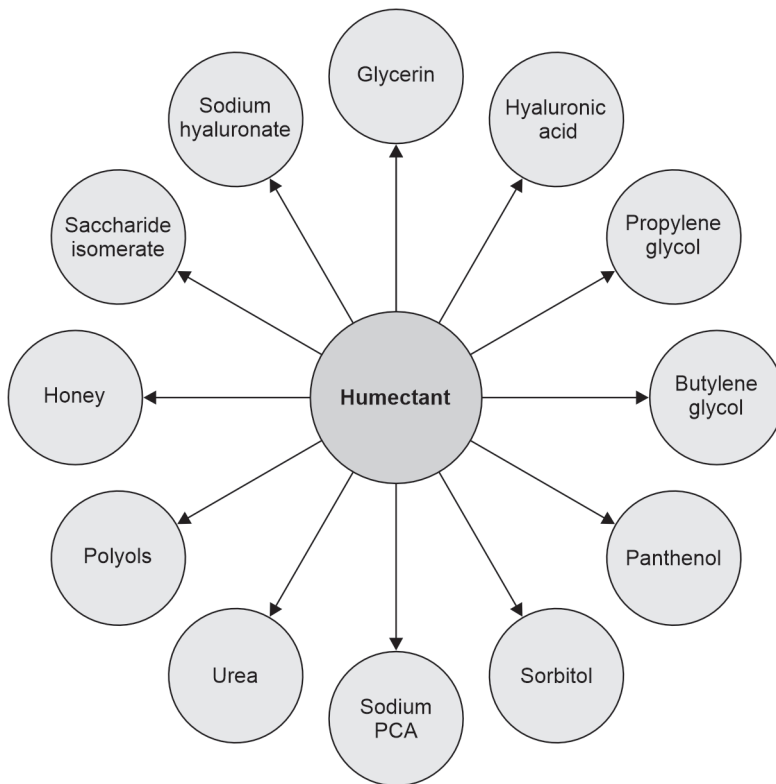 Glycerin
Hyaluronic
acid
Propylene
glycol
Butylene
glycol
Panthenol
Sorbitol
Sodium
PCA
Urea
Polyols
Honey
Saccharide
isomerate
Sodium
hyaluronate
Humectant